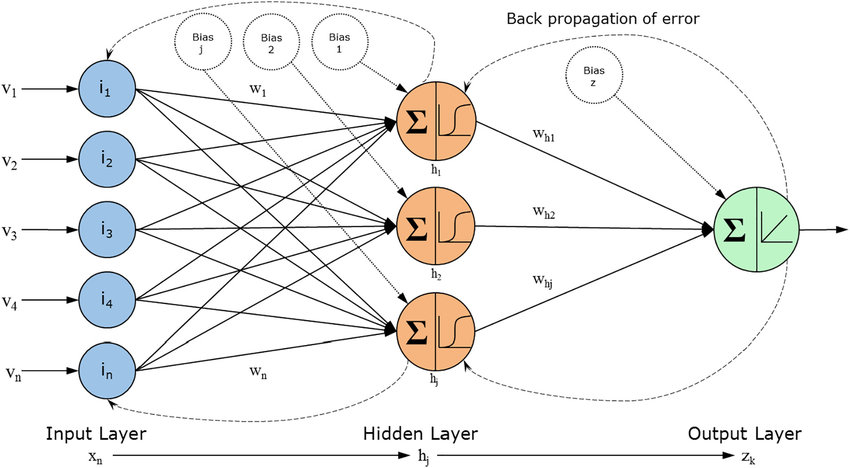 Back propagation of error
Bias
j
Bias
2
Bias
1
Bias
z
v1
i1
w1
Σ
h1
wh1
v2
i2
v3
i3
Σ
h2
wh2
Σ
v4
i4
whj
Σ
hj
vn
in
wn
Input Layer
Hidden Layer
Output Layer
xn
hj
zk